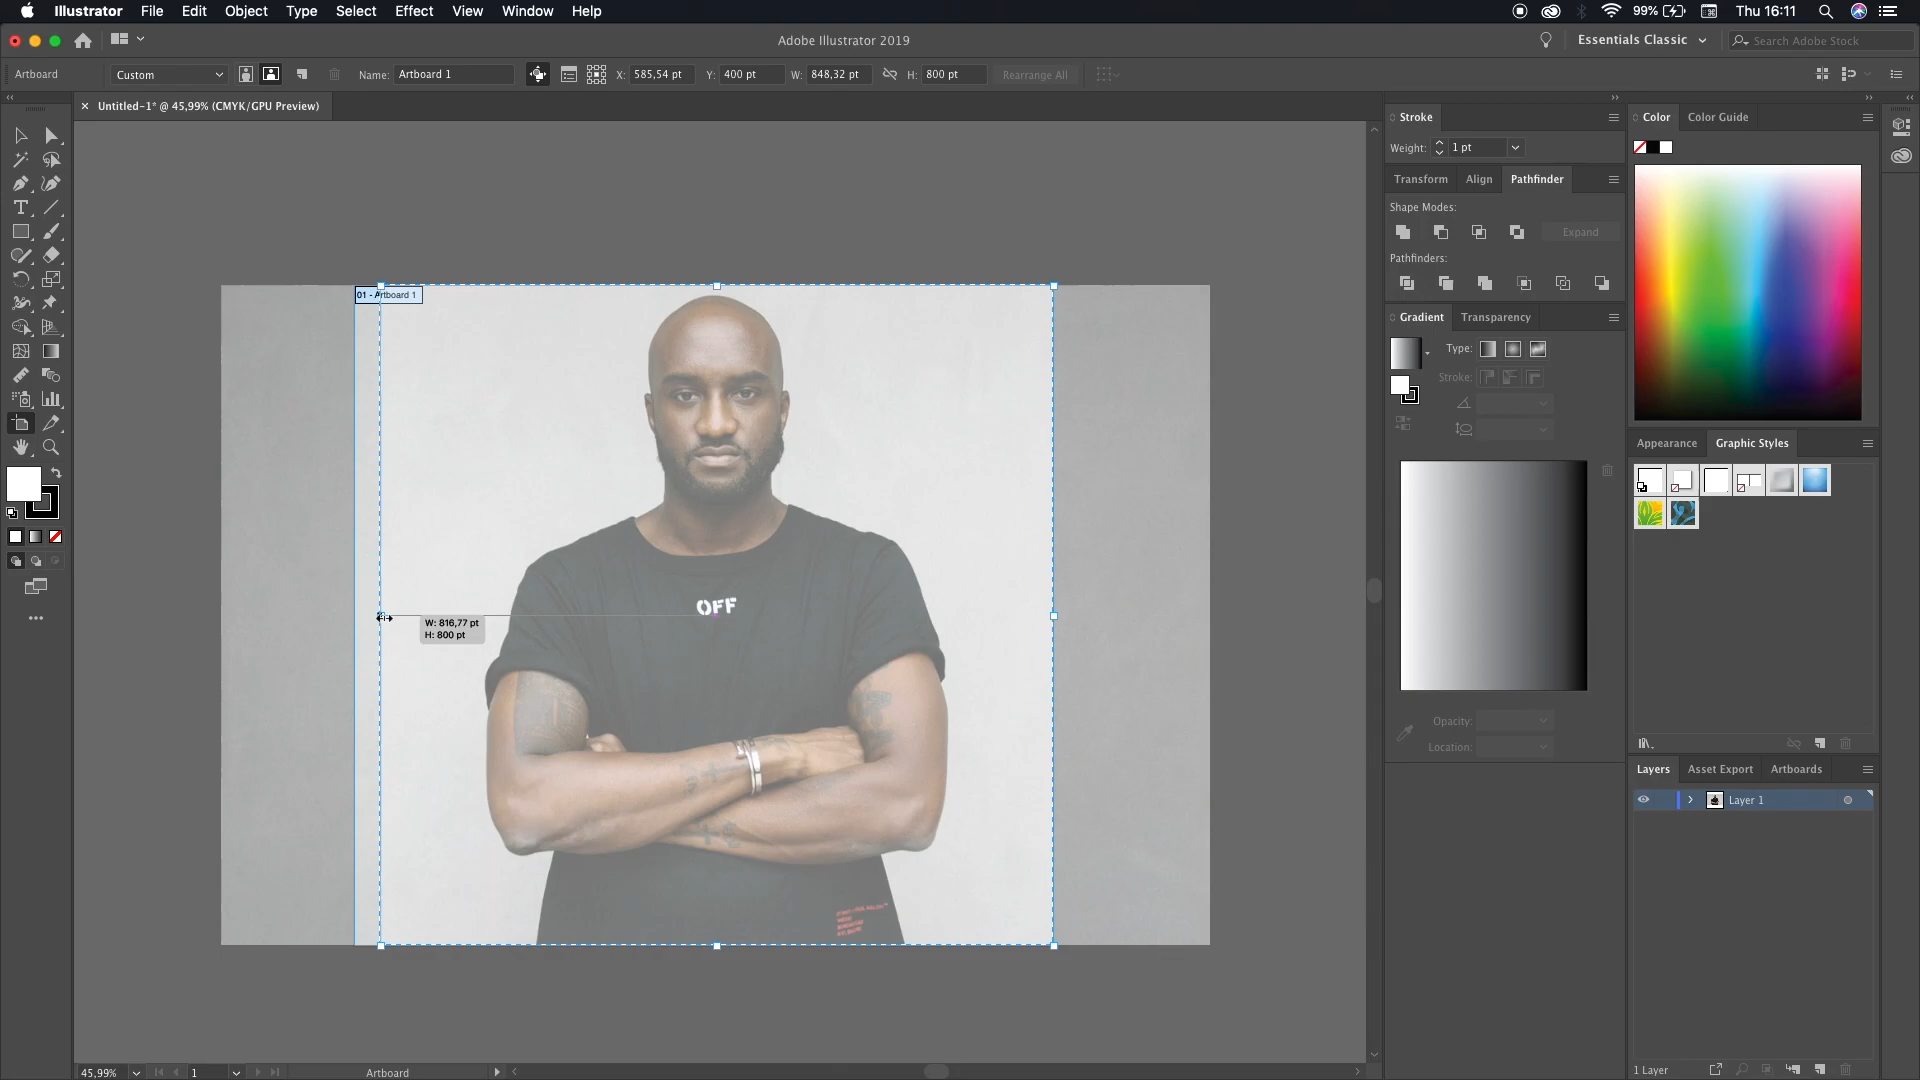 Illustrator File Edit Object Type Select Effect View Window Help 99% Thu 16:11
Adobe Illustrator 2019 Essentials Classic Search Adobe Stock
Artboard Custom Name: Artboard 1 X: 585,54 pt Y: 400 pt W: 848,32 pt H: 800 pt Rearrange All
× Untitled-1* @ 45,99% (CMYK/GPU Preview)
01 - Artboard 1
OFF
W: 816,77 pt
H: 800 pt
Stroke
Weight: 1 pt
Transform Align Pathfinder
Shape Modes:
Expand
Pathfinders:
Gradient Transparency
Type:
Stroke:
Opacity:
Location:
Color Color Guide
Appearance Graphic Styles
Layers Asset Export Artboards
Layer 1
1 Layer
45,99% 1 Artboard